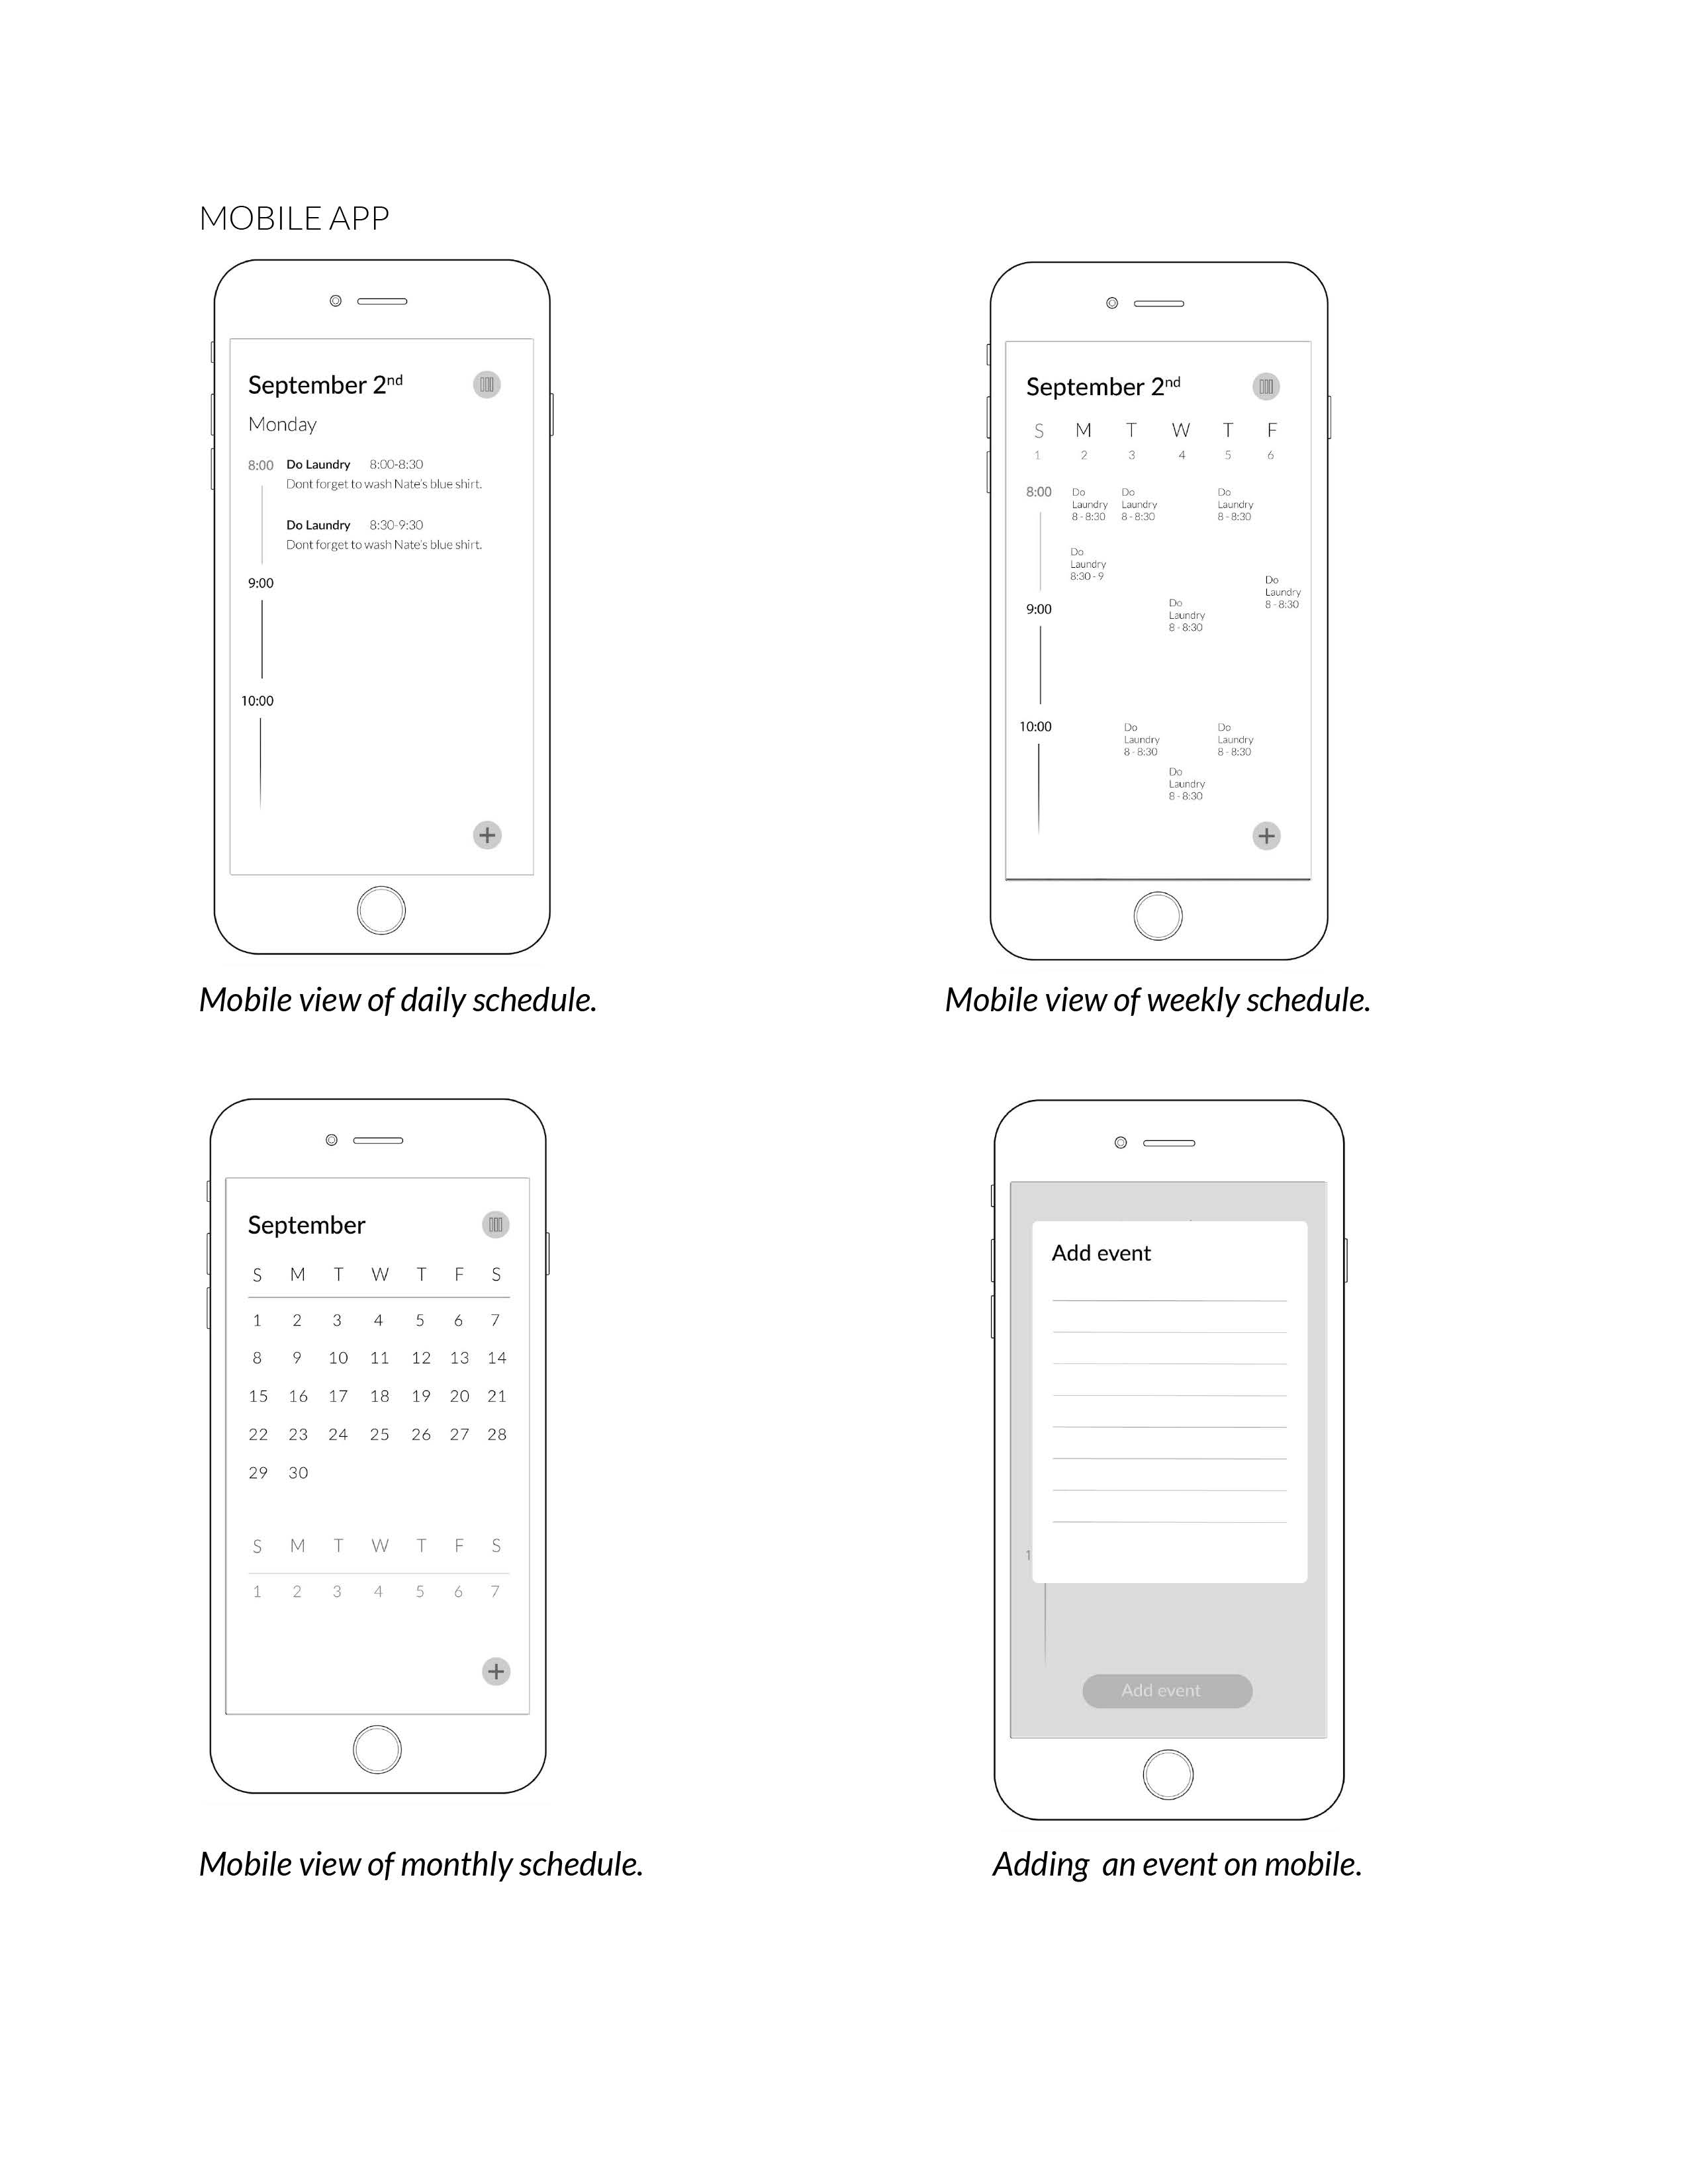 MOBILE APP
September 2nd
Monday
8:00 Do Laundry 8:00-8:30
Dont forget to wash Nate's blue shirt.
Do Laundry 8:30-9:30
Dont forget to wash Nate's blue shirt.
9:00
10:00
Mobile view of daily schedule.
September 2nd
S M T W T F
1 2 3 4 5 6
8:00 Do Do Do
Laundry Laundry Laundry
8 - 8:30 8 - 8:30 8 - 8:30
Do
Laundry
8:30 - 9
Do
Laundry
8 - 8:30
9:00 Do
Laundry
8 - 8:30
10:00 Do Do
Laundry Laundry
8 - 8:30 8 - 8:30
Do
Laundry
8 - 8:30
Mobile view of weekly schedule.
September
S M T W T F S
1 2 3 4 5 6 7
8 9 10 11 12 13 14
15 16 17 18 19 20 21
22 23 24 25 26 27 28
29 30
S M T W T F S
1 2 3 4 5 6 7
Mobile view of monthly schedule.
Add event
1
Add event
Adding an event on mobile.